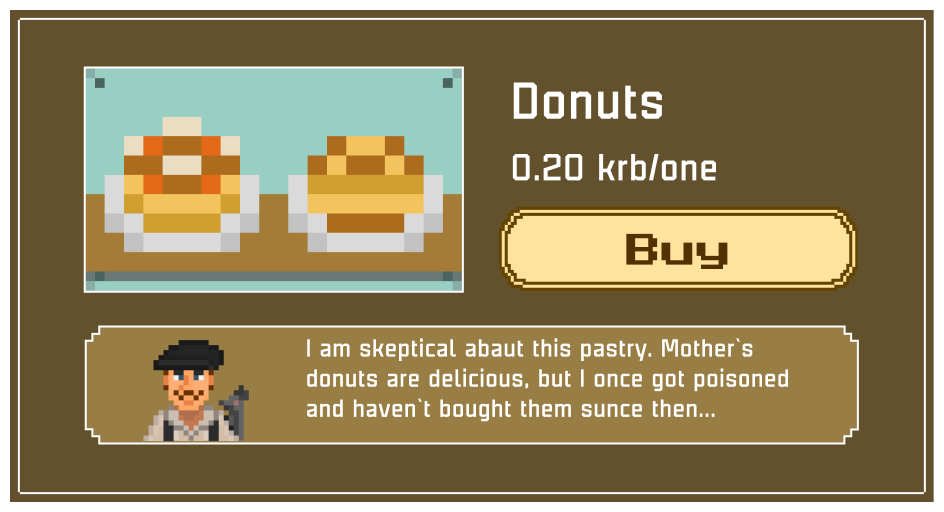 Donuts
0.20 krb/one
Buy
I am skeptical abaut this pastry. Mother`s
donuts are delicious, but I once got poisoned
and haven`t bought them sunce then...